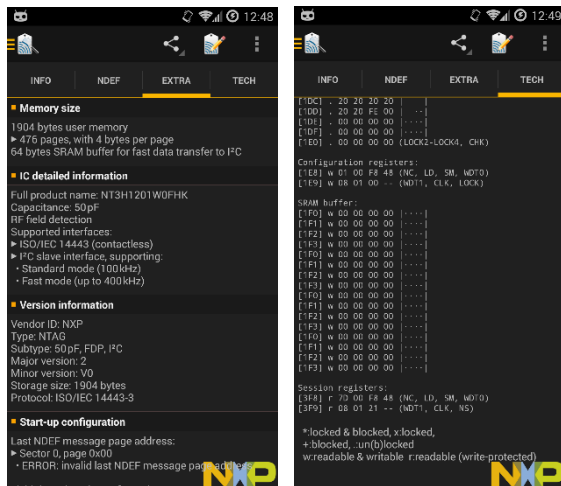 12:48
INFO NDEF EXTRA TECH
Memory size
1904 bytes user memory
► 476 pages, with 4 bytes per page
64 bytes SRAM buffer for fast data transfer to I²C
IC detailed information
Full product name: NT3H1201W0FHK
Capacitance: 50pF
RF field detection
Supported interfaces:
► ISO/IEC 14443 (contactless)
► I²C slave interface, supporting:
• Standard mode (100kHz)
• Fast mode (up to 400kHz)
Version information
Vendor ID: NXP
Type: NTAG
Subtype: 50pF, FDP, I²C
Major version: 2
Minor version: V0
Storage size: 1904 bytes
Protocol: ISO/IEC 14443-3
Start-up configuration
Last NDEF message page address:
► Sector 0, page 0x00
• ERROR: invalid last NDEF message page address
NXP
12:49
INFO NDEF EXTRA TECH
[1DC] . 20 20 20 20 |    |
[1DD] . 20 20 FE 00 |  ··|
[1DE] . 00 00 00 00 |····|
[1DF] . 00 00 00 00 |····|
[1E0] . 00 00 00 00 (LOCK2-LOCK4, CHK)
Configuration registers:
[1E8] w 01 00 F8 48 (NC, LD, SM, WDT0)
[1E9] w 08 01 00 -- (WDT1, CLK, LOCK)
SRAM buffer:
[1F0] w 00 00 00 00 |····|
[1F1] w 00 00 00 00 |····|
[1F2] w 00 00 00 00 |····|
[1F3] w 00 00 00 00 |····|
[1F0] w 00 00 00 00 |····|
[1F1] w 00 00 00 00 |····|
[1F2] w 00 00 00 00 |····|
[1F3] w 00 00 00 00 |····|
[1F0] w 00 00 00 00 |····|
[1F1] w 00 00 00 00 |····|
[1F2] w 00 00 00 00 |····|
[1F3] w 00 00 00 00 |····|
[1F0] w 00 00 00 00 |····|
[1F1] w 00 00 00 00 |····|
[1F2] w 00 00 00 00 |····|
[1F3] w 00 00 00 00 |····|
Session registers:
[3F8] r 7D 00 F8 48 (NC, LD, SM, WDT0)
[3F9] r 08 01 21 -- (WDT1, CLK, NS)
*:locked & blocked, x:locked,
+:blocked, .:un(b)locked
w:readable & writable r:readable (write-protected)
NXP